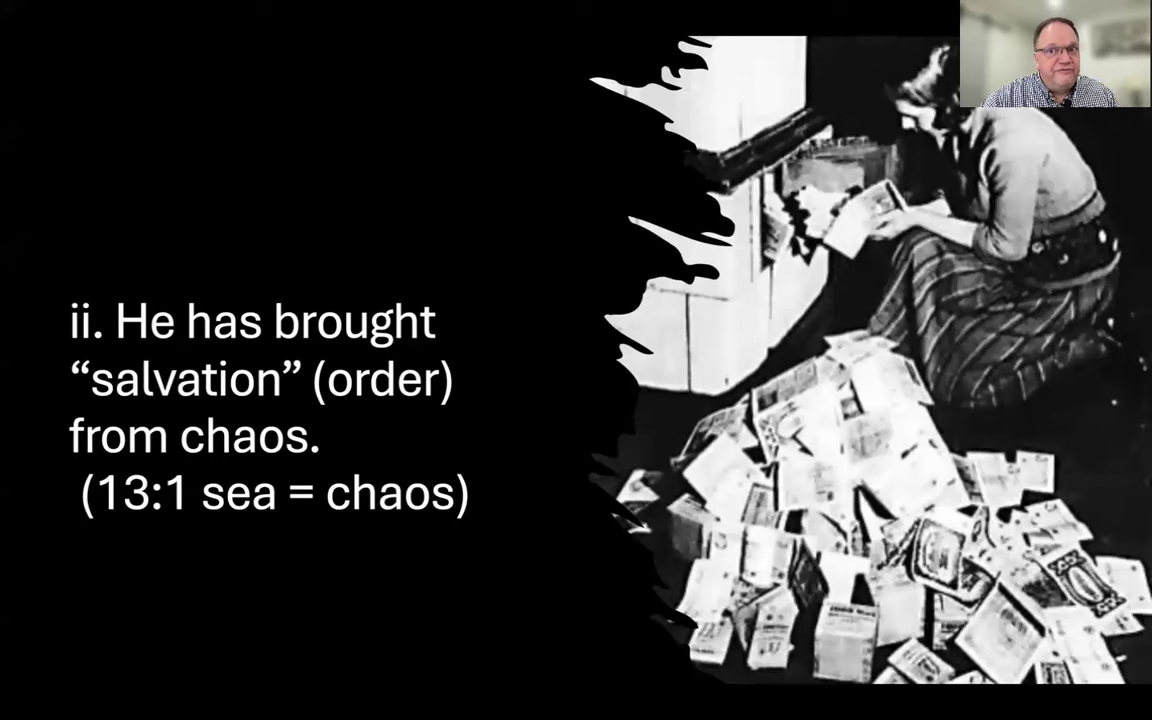 ii. He has brought
“salvation” (order)
from chaos.
(13:1 sea = chaos)